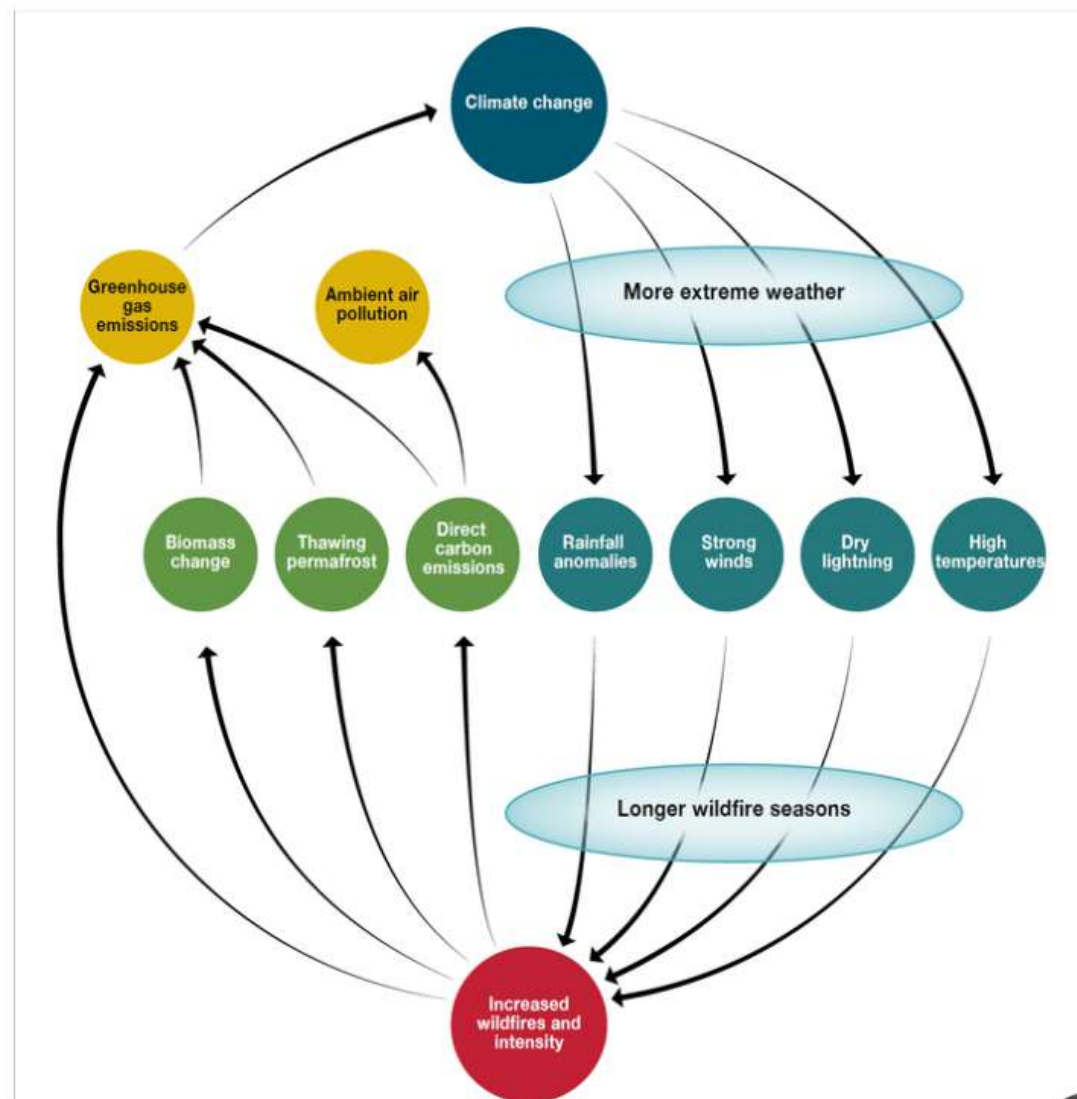 Climate change
Greenhouse
gas
emissions
Ambient air
pollution
More extreme weather
Biomass
change
Thawing
permafrost
Direct
carbon
emissions
Rainfall
anomalies
Strong
winds
Dry
lightning
High
temperatures
Longer wildfire seasons
Increased
wildfires and
intensity